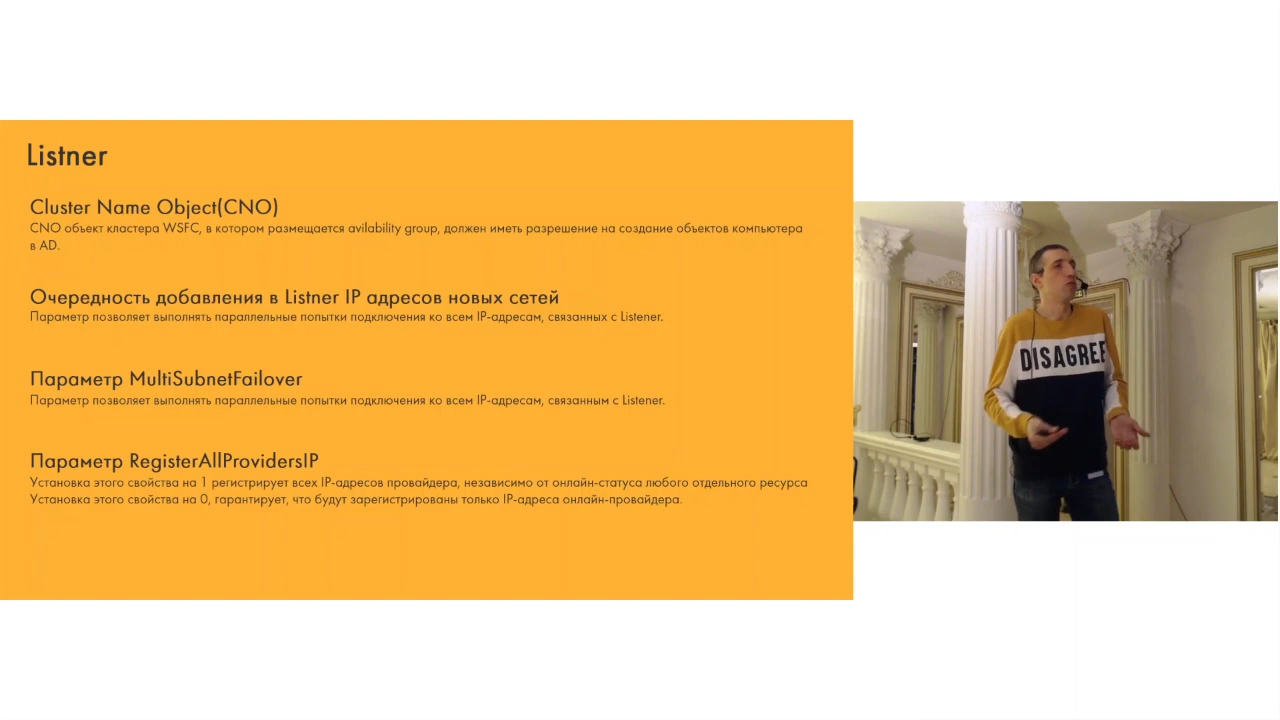 Listner
Cluster Name Object(CNO)
CNO объект кластера WSFC, в котором размещается avilability group, должен иметь разрешение на создание объектов компьютера
в AD.
Очередность добавления в Listner IP адресов новых сетей
Параметр позволяет выполнять параллельные попытки подключения ко всем IP-адресам, связанных с Listener.
Параметр MultiSubnetFailover
Параметр позволяет выполнять параллельные попытки подключения ко всем IP-адресам, связанным с Listener.
Параметр RegisterAllProvidersIP
Установка этого свойства на 1 регистрирует всех IP-адресов провайдера, независимо от онлайн-статуса любого отдельного ресурса
Установка этого свойства на 0, гарантирует, что будут зарегистрированы только IP-адреса онлайн-провайдера.
DISAGREE